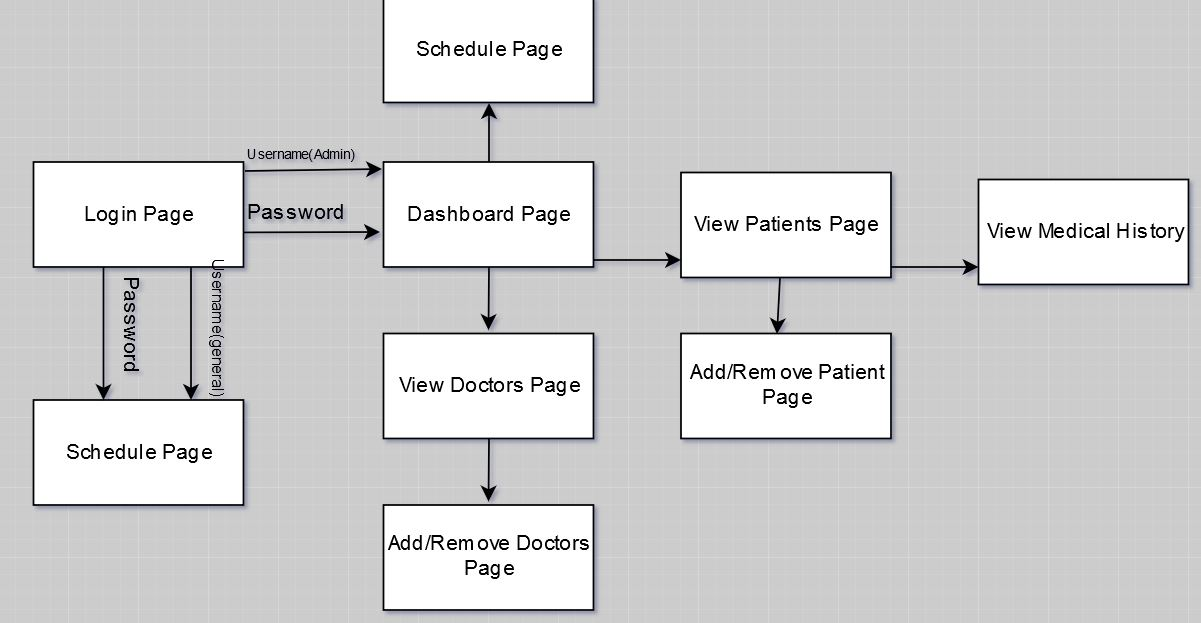 Schedule Page
Username(Admin)
Login Page
Password
Dashboard Page
View Patients Page
View Medical History
Password
Username(general)
View Doctors Page
Add/Remove Patient
Page
Schedule Page
Add/Remove Doctors
Page